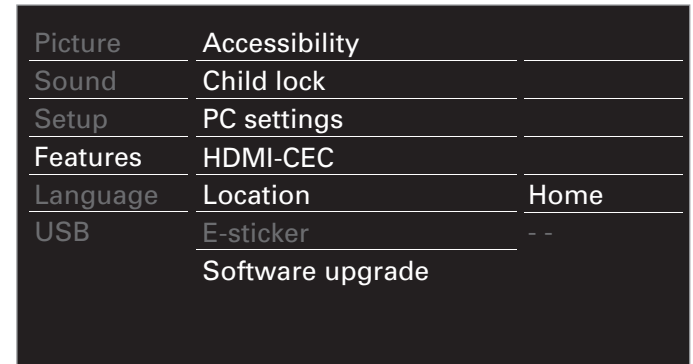 Picture Accessibility
Sound Child lock
Setup PC settings
Features HDMI-CEC
Language Location Home
USB E-sticker - -
Software upgrade